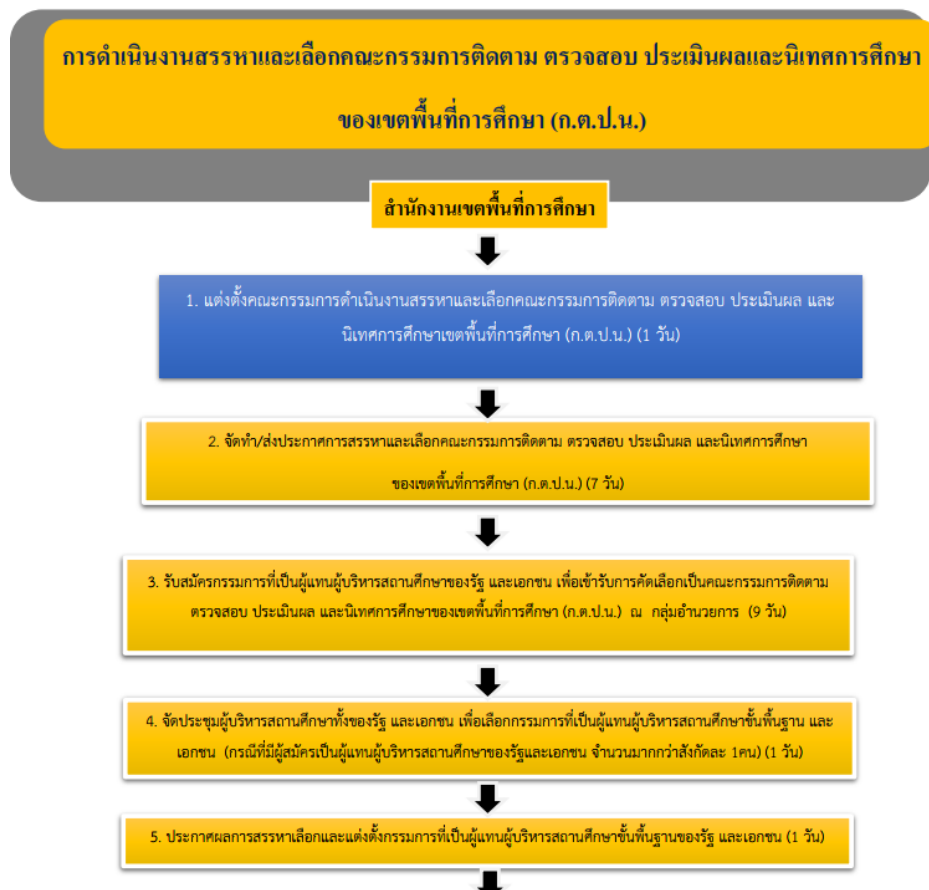 การดำเนินงานสรรหาและเลือกคณะกรรมการติดตาม ตรวจสอบ ประเมินผลและนิเทศการศึกษา
ของเขตพื้นที่การศึกษา (ก.ต.ป.น.)
สำนักงานเขตพื้นที่การศึกษา
1. แต่งตั้งคณะกรรมการดำเนินงานสรรหาและเลือกคณะกรรมการติดตาม ตรวจสอบ ประเมินผล และ
นิเทศการศึกษาเขตพื้นที่การศึกษา (ก.ต.ป.น.) (1 วัน)
2. จัดทำ/ส่งประกาศการสรรหาและเลือกคณะกรรมการติดตาม ตรวจสอบ ประเมินผล และนิเทศการศึกษา
ของเขตพื้นที่การศึกษา (ก.ต.ป.น.) (7 วัน)
3. รับสมัครกรรมการที่เป็นผู้แทนผู้บริหารสถานศึกษาของรัฐ และเอกชน เพื่อเข้ารับการคัดเลือกเป็นคณะกรรมการติดตาม
ตรวจสอบ ประเมินผล และนิเทศการศึกษาของเขตพื้นที่การศึกษา (ก.ต.ป.น.) ณ กลุ่มอำนวยการ (9 วัน)
4. จัดประชุมผู้บริหารสถานศึกษาทั้งของรัฐ และเอกชน เพื่อเลือกกรรมการที่เป็นผู้แทนผู้บริหารสถานศึกษาขั้นพื้นฐาน และ
เอกชน (กรณีที่มีผู้สมัครเป็นผู้แทนผู้บริหารสถานศึกษาของรัฐและเอกชน จำนวนมากกว่าสังกัดละ 1คน) (1 วัน)
5. ประกาศผลการสรรหาเลือกและแต่งตั้งกรรมการที่เป็นผู้แทนผู้บริหารสถานศึกษาขั้นพื้นฐานของรัฐ และเอกชน (1 วัน)